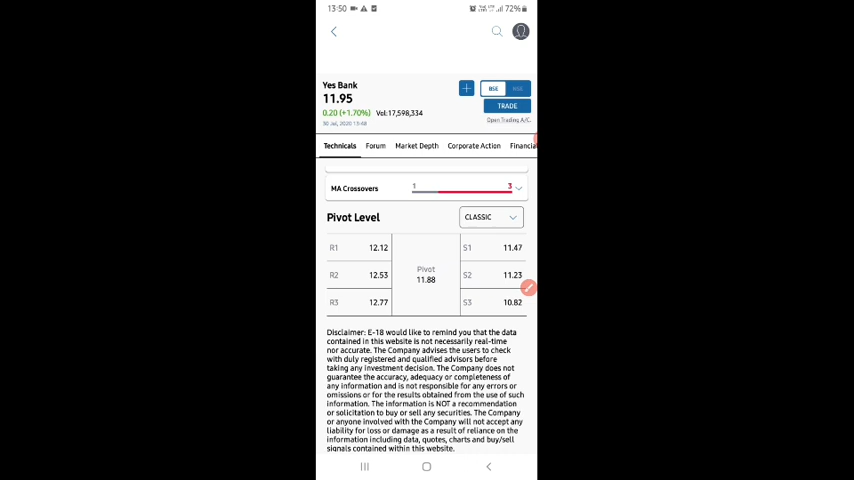 13:50
72%
Yes Bank
11.95
0.20 (+1.70%) Vol:17,598,334
30 Jul, 2020 13:48
BSE
TRADE
Open Trading A/C.
Technicals Forum Market Depth Corporate Action Financia
MA Crossovers 1 3
Pivot Level CLASSIC
R1 12.12 S1 11.47
Pivot
11.88
R2 12.53 S2 11.23
R3 12.77 S3 10.82
Disclaimer: E-18 would like to remind you that the data
contained in this website is not necessarily real-time
nor accurate. The Company advises the users to check
with duly registered and qualified advisors before
taking any investment decision. The Company does not
guarantee the accuracy, adequacy or completeness of
any information and is not responsible for any errors or
omissions or for the results obtained from the use of such
information. The information is NOT a recommendation
or solicitation to buy or sell any securities. The Company
or anyone involved with the Company will not accept any
liability for loss or damage as a result of reliance on the
information including data, quotes, charts and buy/sell
signals contained within this website.